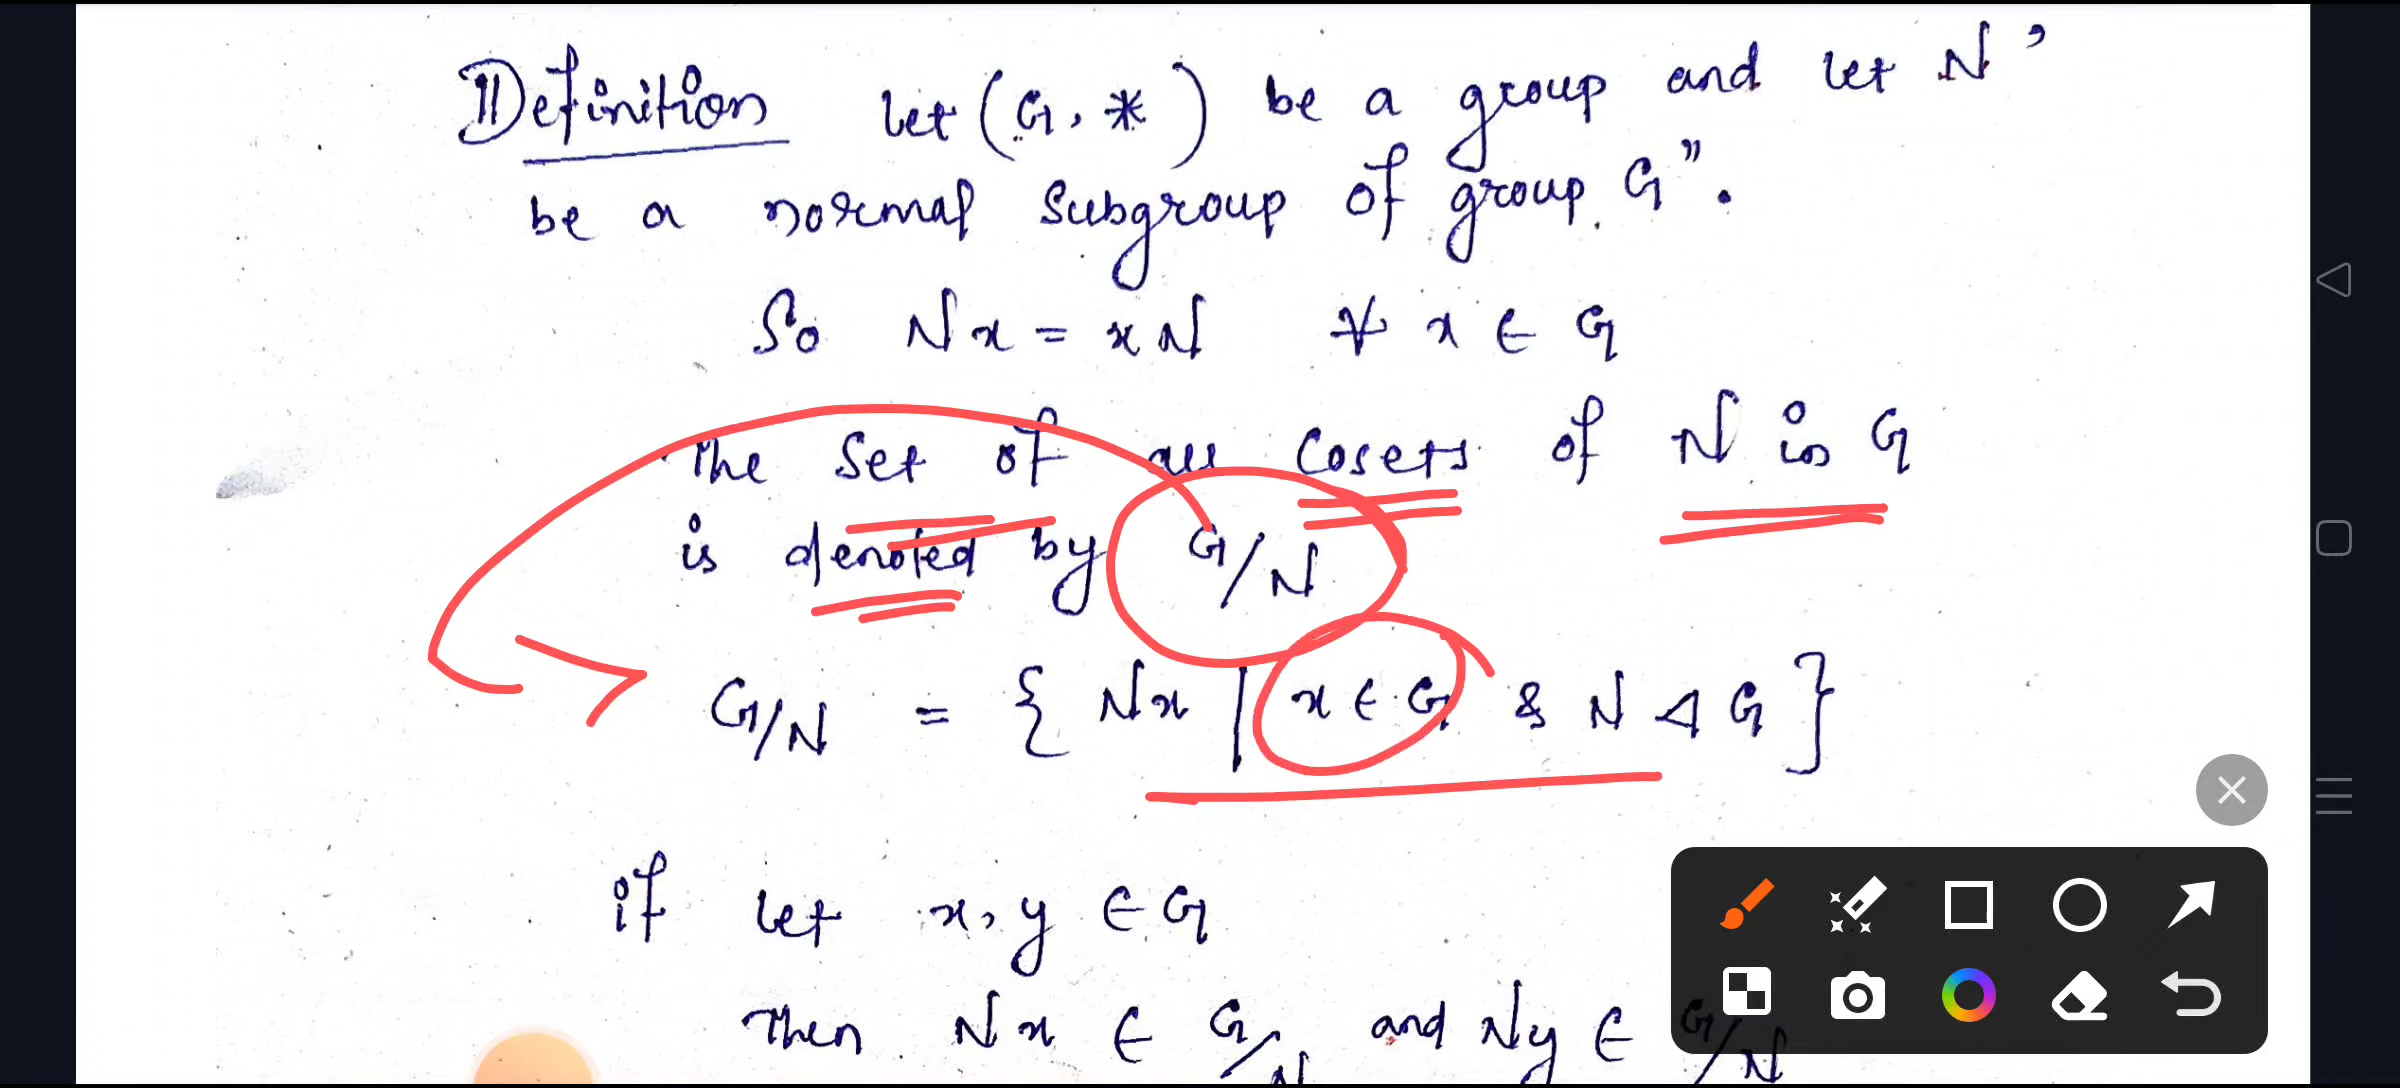 Definition let (G, *) be a group and let N'
be a normal subgroup of group G".
So Nx = xN ∀ x ∈ G
The set of all cosets of N in G
is denoted by G/N
G/N = { Nx | x ∈ G & N ⊲ G }
if let x, y ∈ G
Then Nx ∈ G/N and Ny ∈ G/N